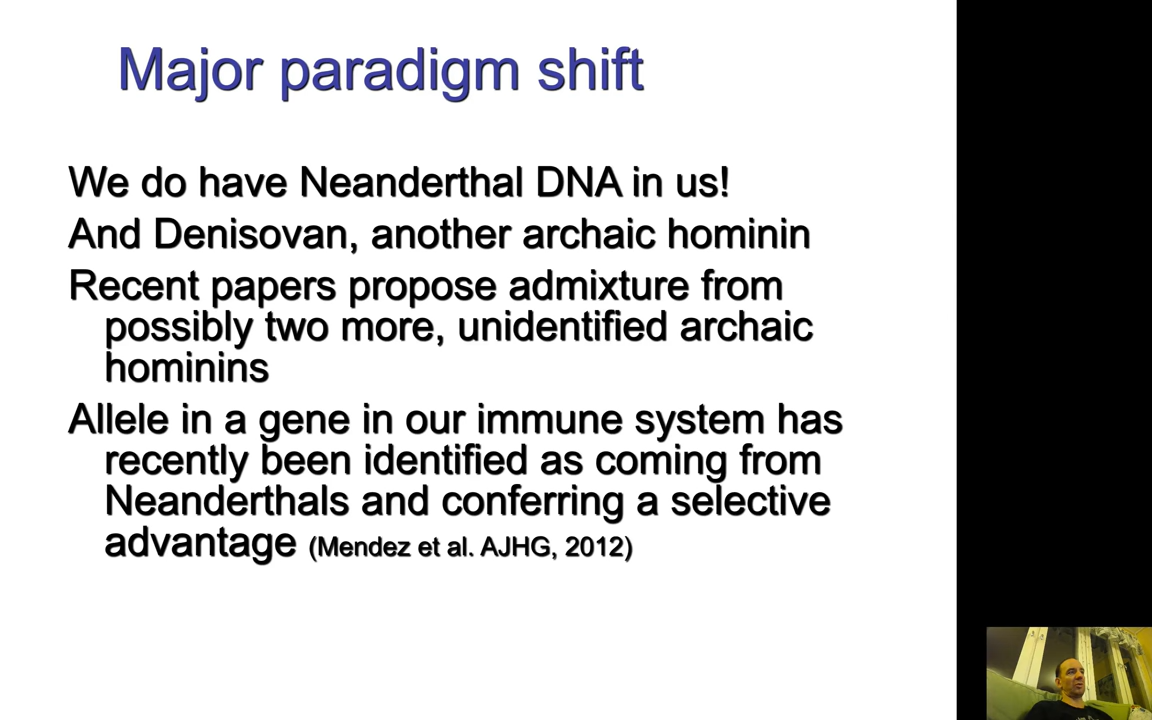 Major paradigm shift
We do have Neanderthal DNA in us!
And Denisovan, another archaic hominin
Recent papers propose admixture from
possibly two more, unidentified archaic
hominins
Allele in a gene in our immune system has
recently been identified as coming from
Neanderthals and conferring a selective
advantage (Mendez et al. AJHG, 2012)